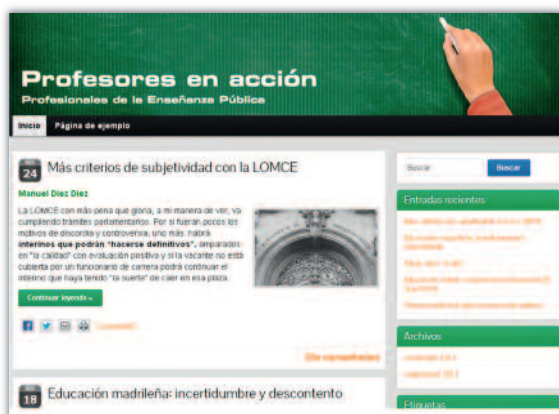 Profesores en acción
Profesionales de la Enseñanza Pública
Inicio Página de ejemplo
24
Más criterios de subjetividad con la LOMCE
Manuel Diez Diez
La LOMCE con más pena que gloria, a mi manera de ver, va
cumpliendo trámites parlamentarios. Por si fueran pocos los
motivos de discordia y controversia, uno más: habrá
interinos que podrán "hacerse definitivos", amparados
en "la calidad" con evaluación positiva y si la vacante no está
cubierta por un funcionario de carrera podrá continuar el
interino que haya tenido "la suerte" de caer en esa plaza.
Continuar leyendo »
Sin comentarios
18
Educación madrileña: incertidumbre y descontento
Buscar Buscar
Entradas recientes
Archivos
Etiquetas